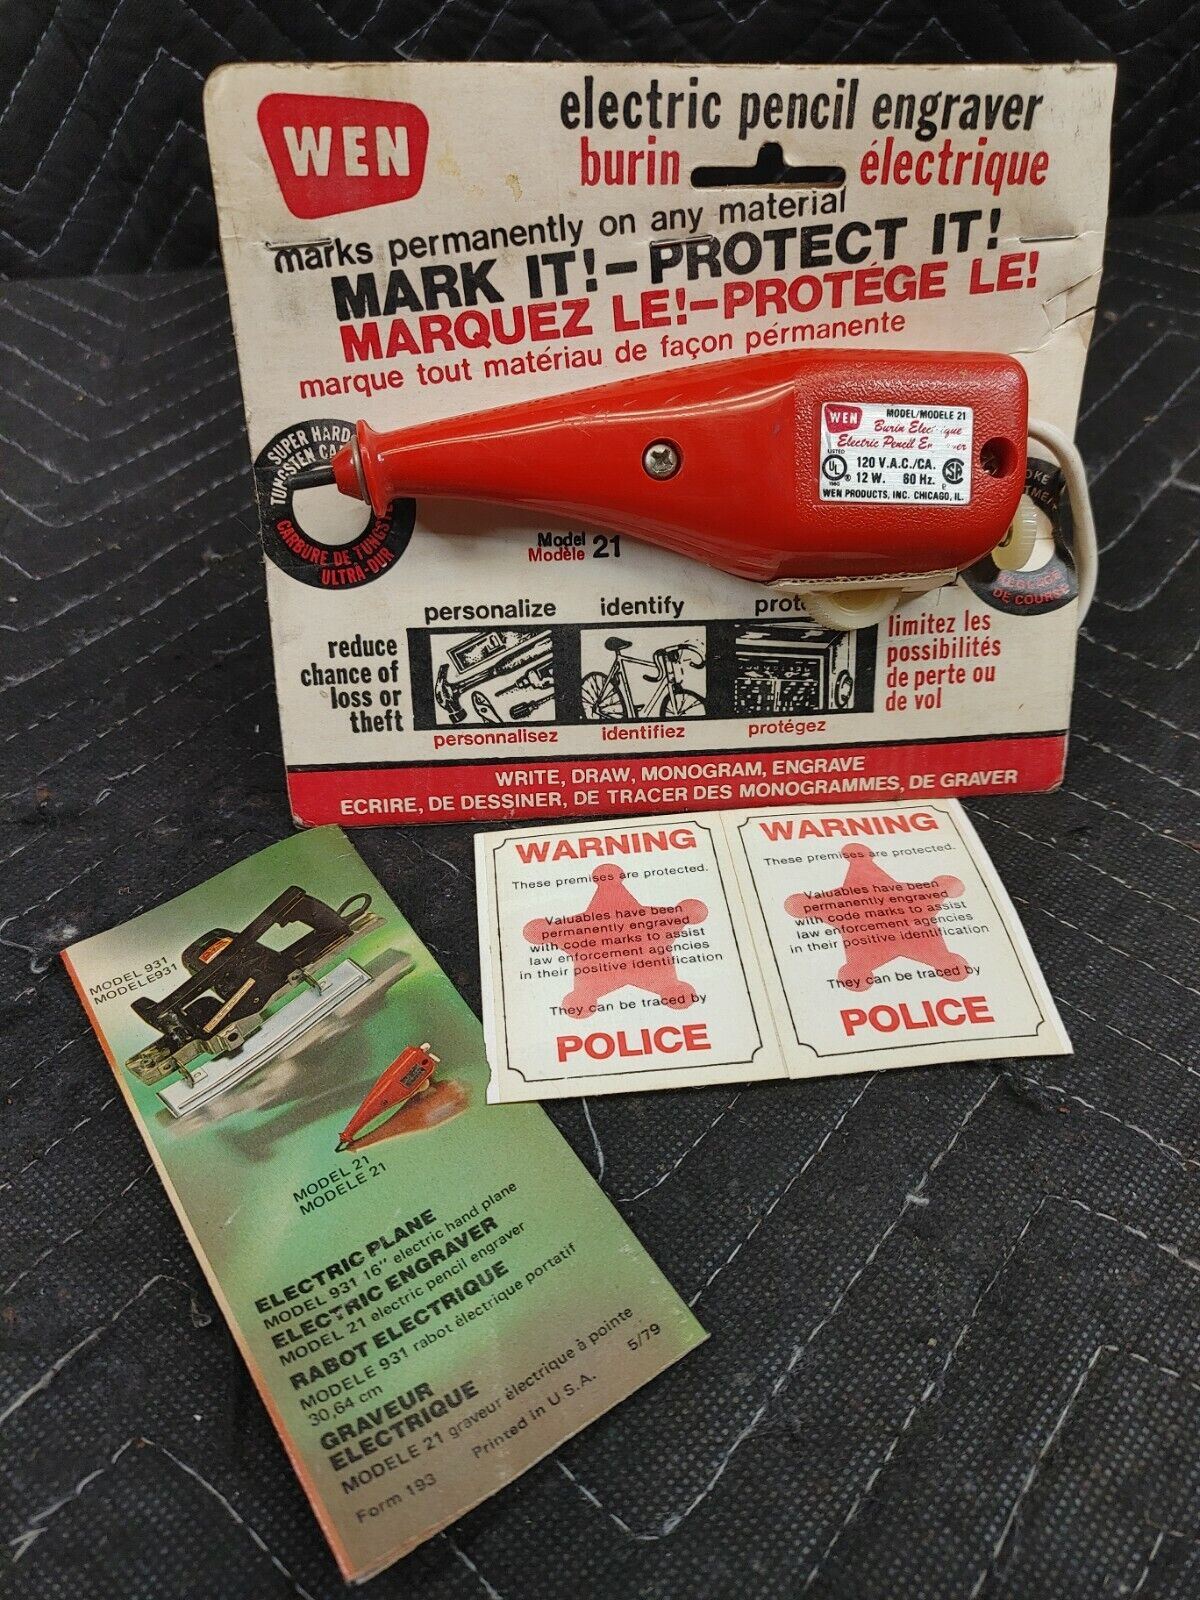 WEN
electric pencil engraver
burin électrique
marks permanently on any material
MARK IT!–PROTECT IT!
MARQUEZ LE!–PROTÉGE LE!
marque tout matériau de façon pérmanente
SUPER HARD
TUNGSTEN
CARBURE DE
ULTRA-DUR
WEN
MODEL/MODELE 21
Burin
Electric Pencil
LISTED
UL
®
120 V.A.C./CA.
12 W. 60 Hz.
WEN PRODUCTS, INC. CHICAGO, IL.
Model
Modèle 21
DE COURSE
personalize identify
reduce
chance of
loss or
theft
limitez les
possibilités
de perte ou
de vol
personnalisez identifiez protégez
WRITE, DRAW, MONOGRAM, ENGRAVE
ECRIRE, DE DESSINER, DE TRACER DES MONOGRAMMES, DE GRAVER
WARNING
These premises are protected.
Valuables have been
permanently engraved
with code marks to assist
law enforcement agencies
in their positive identification
They can be traced by
POLICE
WARNING
These premises are protected.
Valuables have been
permanently engraved
with code marks to assist
law enforcement agencies
in their positive identification
They can be traced by
POLICE
MODEL 931
MODELE 931
MODEL 21
MODELE 21
ELECTRIC PLANE
MODEL 931 16" electric hand plane
ELECTRIC ENGRAVER
MODEL 21 electric pencil engraver
RABOT ELECTRIQUE
MODELE 931 rabot électrique portatif
30,64 cm
GRAVEUR
ELECTRIQUE
MODELE 21 graveur électrique à pointe
Form 193 Printed in U.S.A. 5/79